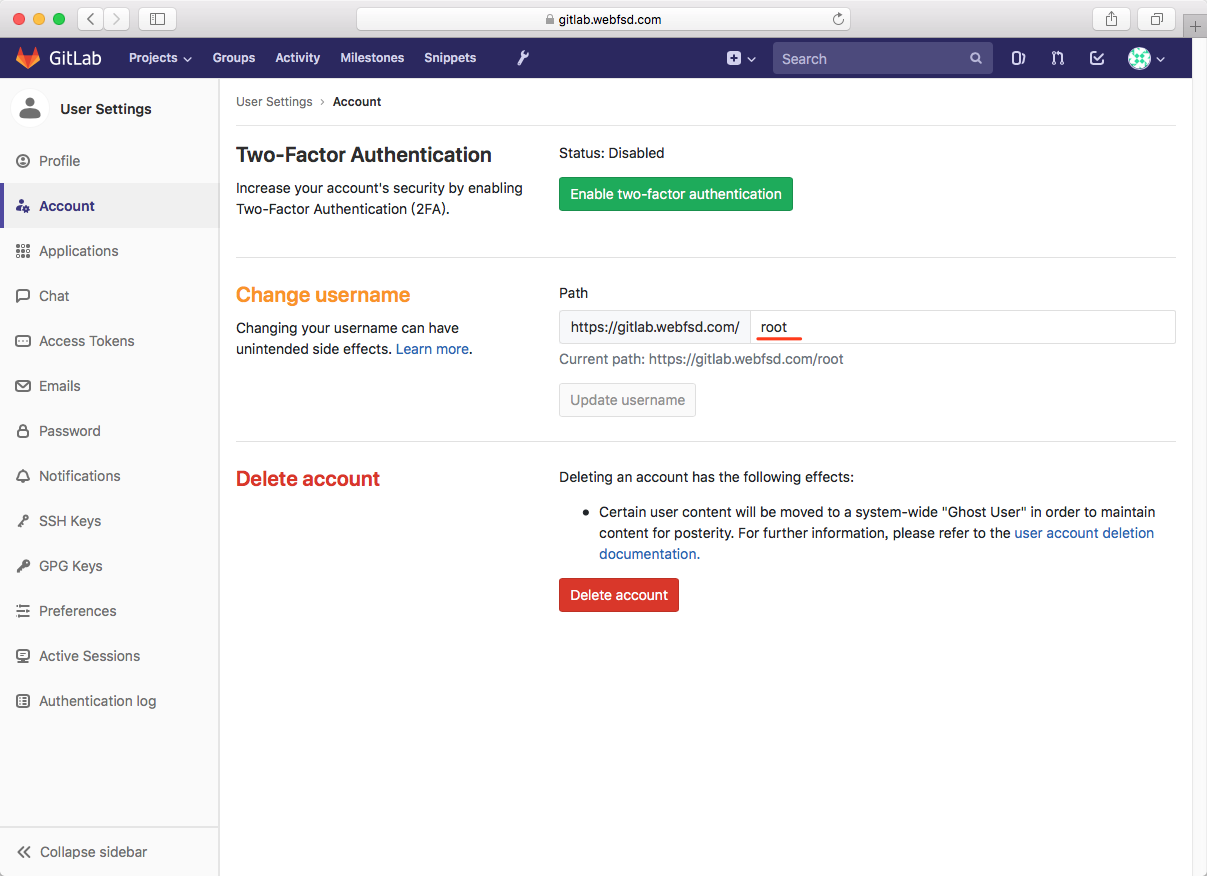 gitlab.webfsd.com
GitLab Projects Groups Activity Milestones Snippets Search
User Settings
Profile
Account
Applications
Chat
Access Tokens
Emails
Password
Notifications
SSH Keys
GPG Keys
Preferences
Active Sessions
Authentication log
Collapse sidebar
User Settings › Account
Two-Factor Authentication
Increase your account's security by enabling
Two-Factor Authentication (2FA).
Status: Disabled
Enable two-factor authentication
Change username
Changing your username can have
unintended side effects. Learn more.
Path
https://gitlab.webfsd.com/ root
Current path: https://gitlab.webfsd.com/root
Update username
Delete account
Deleting an account has the following effects:
• Certain user content will be moved to a system-wide "Ghost User" in order to maintain
content for posterity. For further information, please refer to the user account deletion
documentation.
Delete account